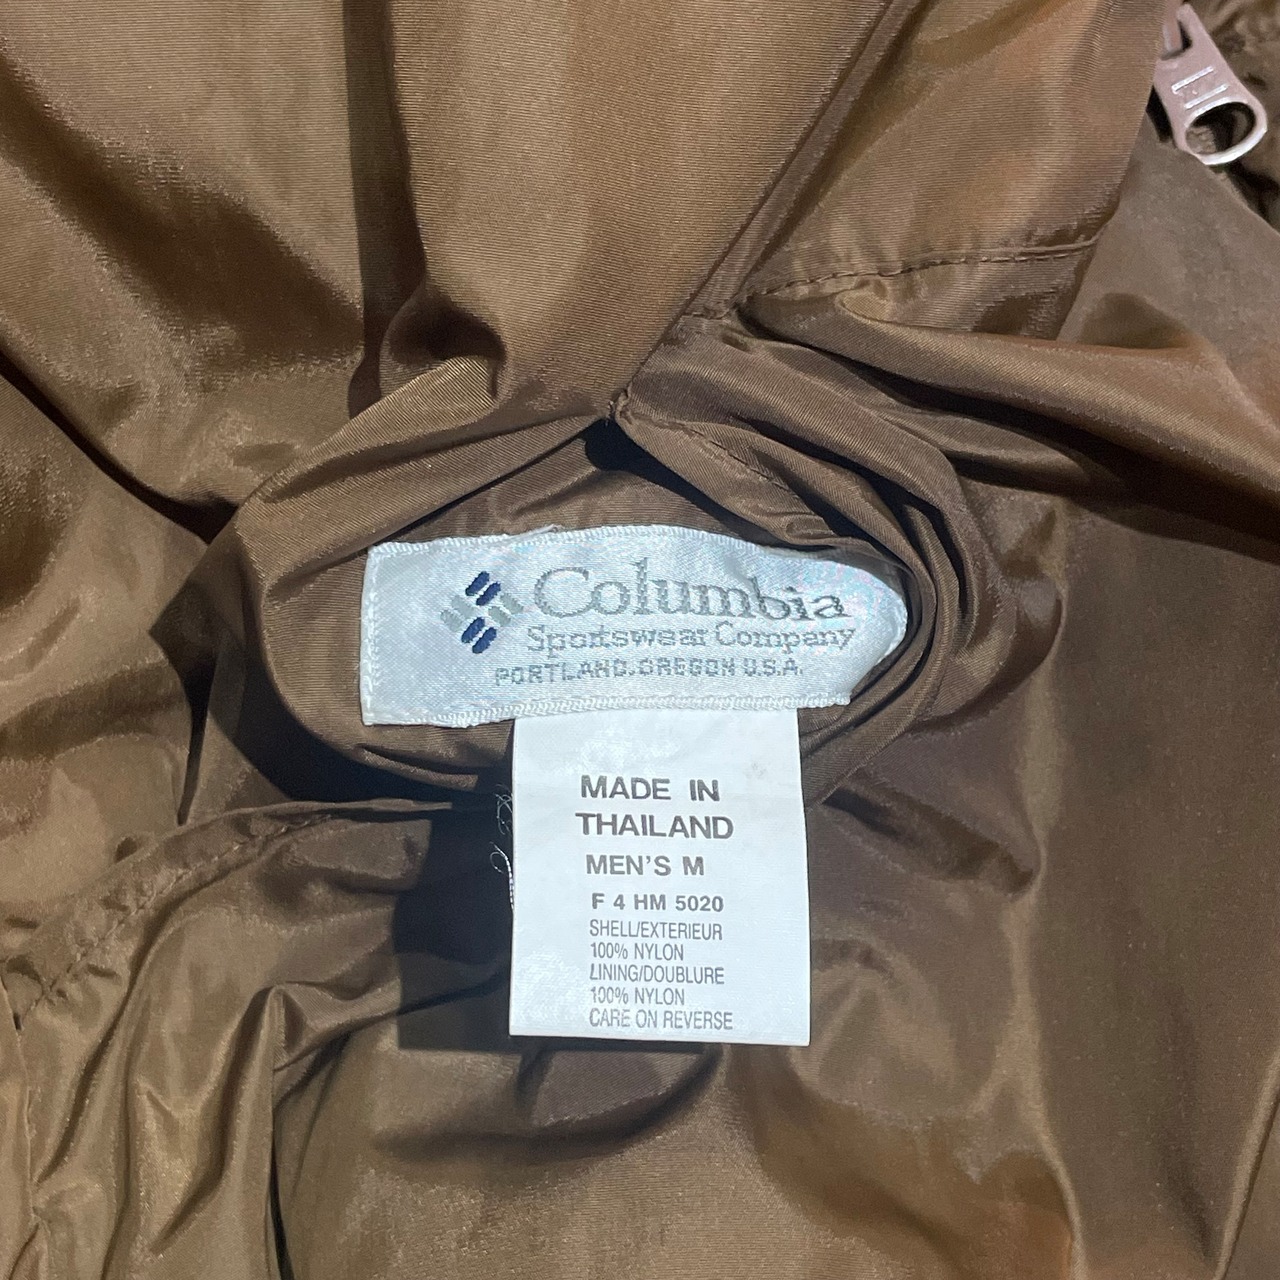 Columbia
Sportswear Company
PORTLAND, OREGON U.S.A.
MADE IN
THAILAND
MEN'S M
F 4 HM 5020
SHELL/EXTERIEUR
100% NYLON
LINING/DOUBLURE
100% NYLON
CARE ON REVERSE